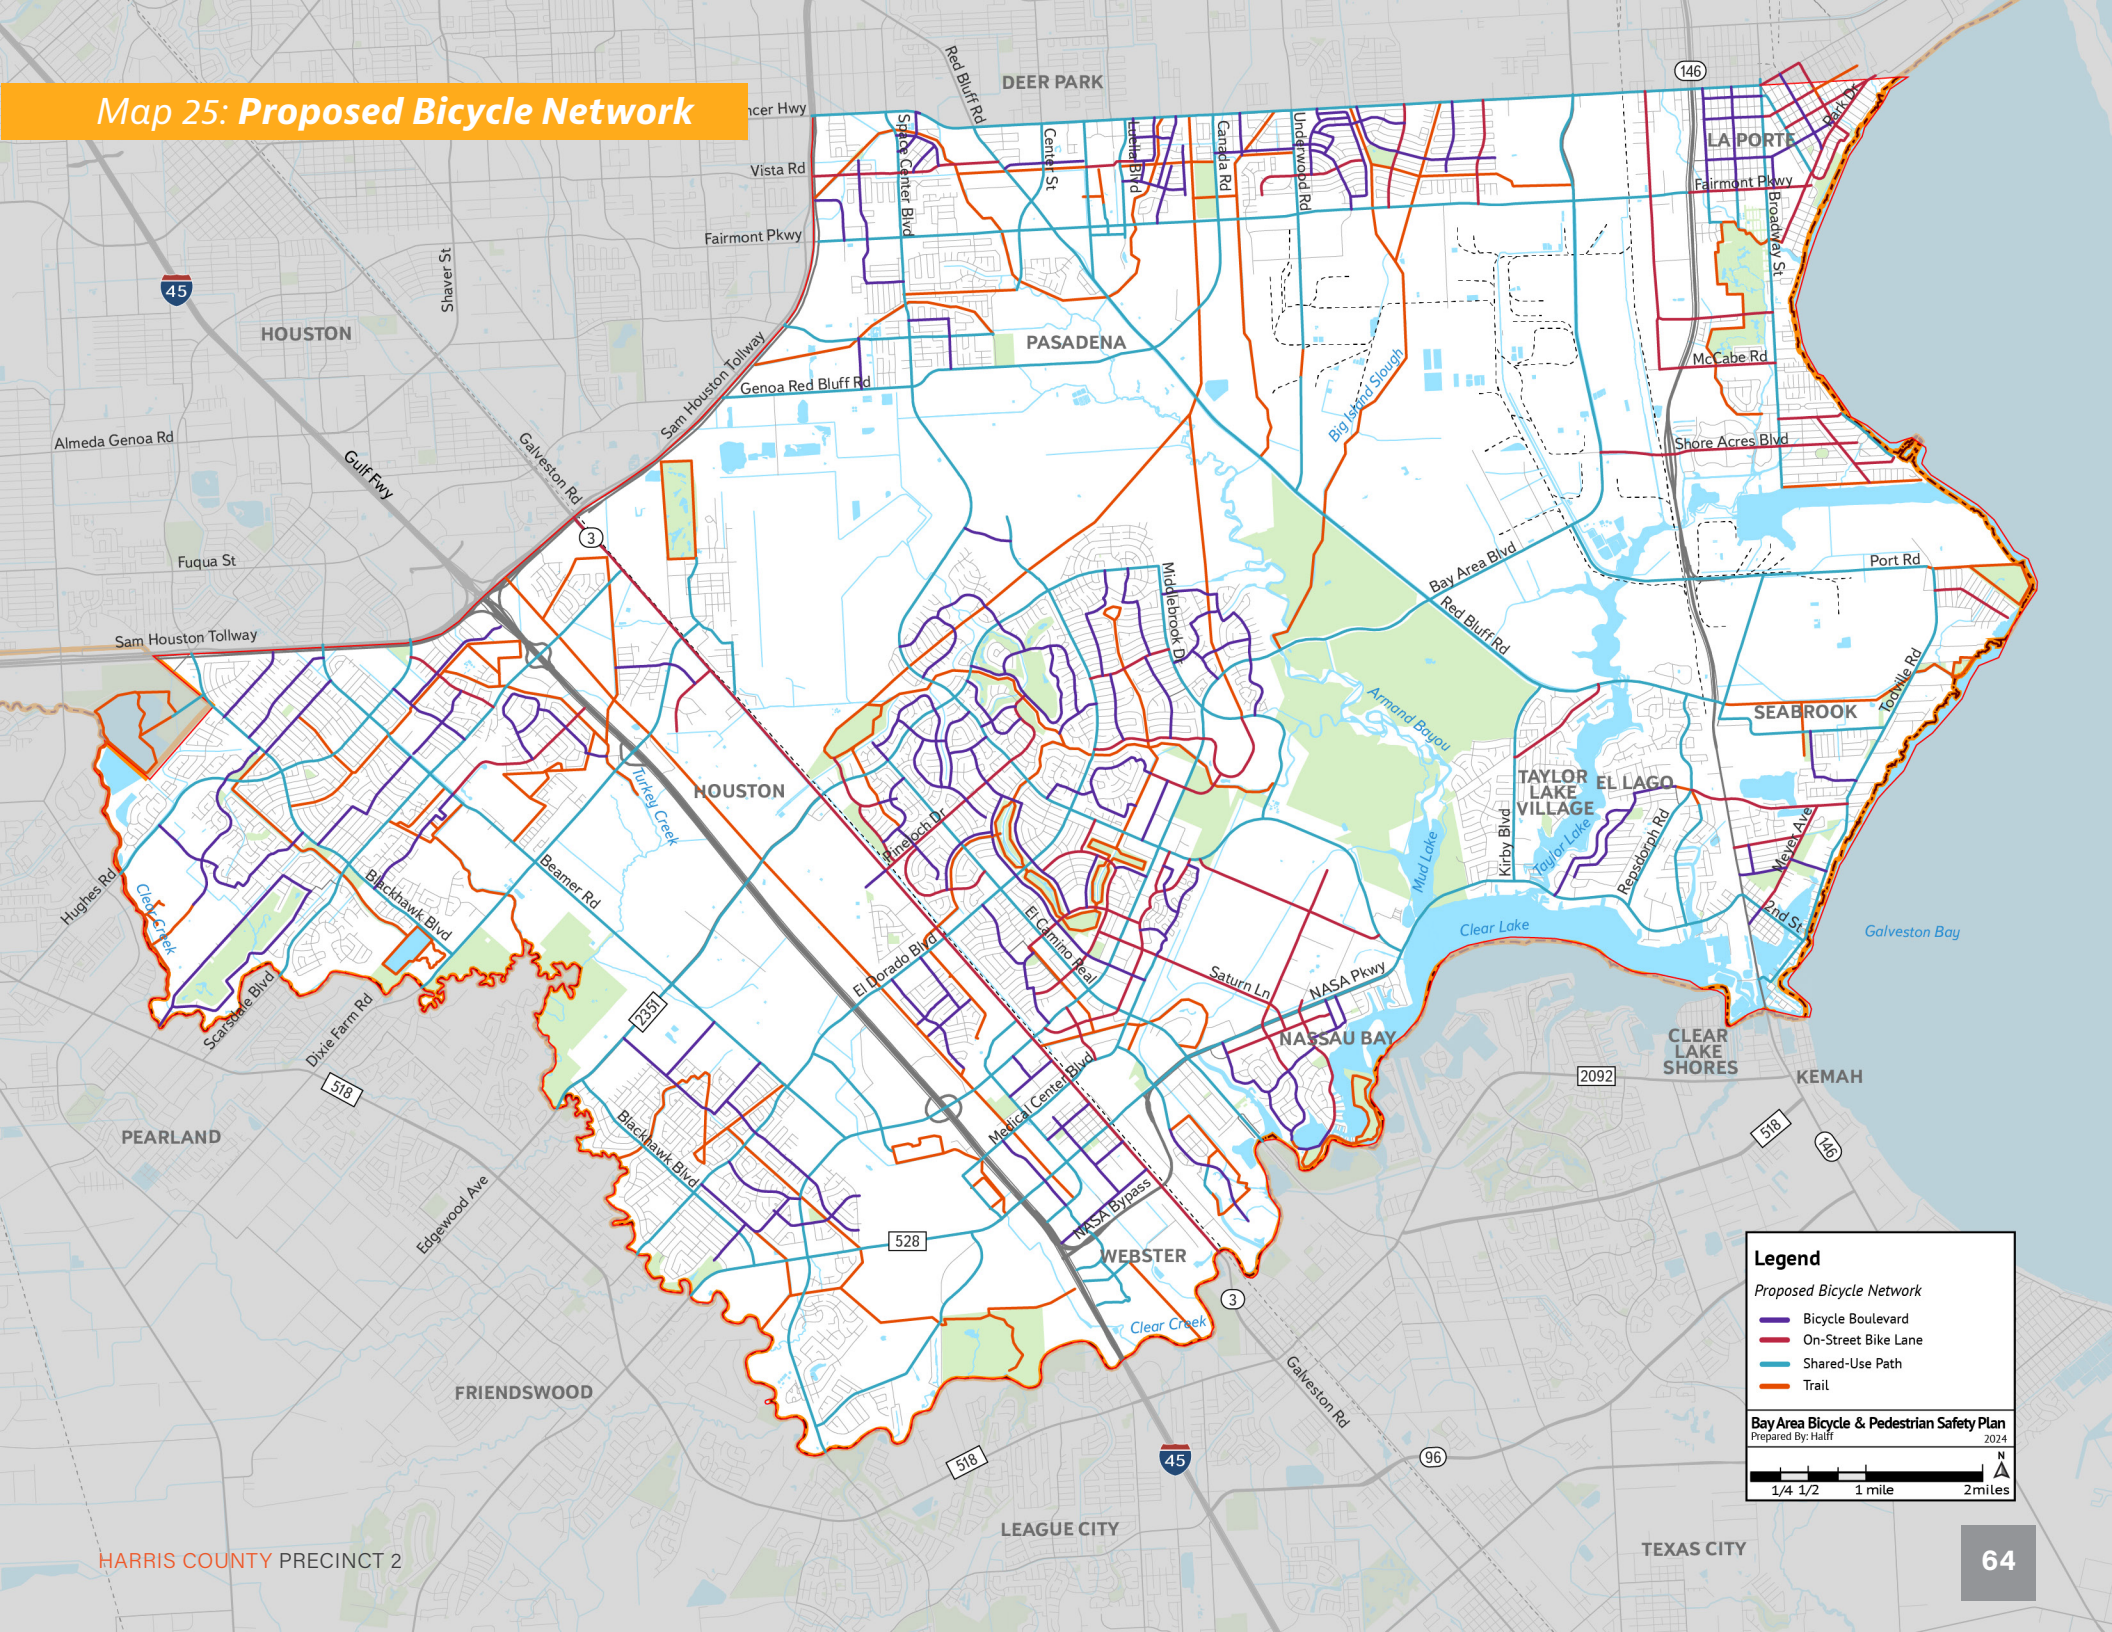 Map 25: Proposed Bicycle Network
DEER PARK
Red Bluff Rd
146
ncer Hwy
Park Dr
LA PORTE
Space Center Blvd
Center St
Luella Blvd
Canada Rd
Underwood Rd
Vista Rd
Fairmont Pkwy
Broadway St
Fairmont Pkwy
Shaver St
45
HOUSTON
PASADENA
McCabe Rd
Sam Houston Tollway
Genoa Red Bluff Rd
Big Island Slough
Almeda Genoa Rd
Shore Acres Blvd
Gulf Fwy
Galveston Rd
3
Fuqua St
Port Rd
Bay Area Blvd
Middlebrook Dr
Red Bluff Rd
Sam Houston Tollway
Todville Rd
Armand Bayou
SEABROOK
HOUSTON
Turkey Creek
TAYLOR
LAKE
VILLAGE
EL LAGO
Pineloch Dr
Kirby Blvd
Taylor Lake
Repsdorph Rd
Meyer Ave
Mud Lake
Beamer Rd
Blackhawk Blvd
Hughes Rd
Clear Creek
2nd St
El Camino Real
Clear Lake
Galveston Bay
El Dorado Blvd
Saturn Ln
NASA Pkwy
Scarsdale Blvd
Dixie Farm Rd
2351
NASSAU BAY
CLEAR
LAKE
SHORES
2092
KEMAH
518
Medical Center Blvd
PEARLAND
Blackhawk Blvd
518
146
Edgewood Ave
NASA Bypass
528
WEBSTER
3
Clear Creek
Galveston Rd
FRIENDSWOOD
518
45
96
LEAGUE CITY
TEXAS CITY
Legend
Proposed Bicycle Network
Bicycle Boulevard
On-Street Bike Lane
Shared-Use Path
Trail
Bay Area Bicycle & Pedestrian Safety Plan
Prepared By: Halff
2024
N
1/4 1/2 1 mile 2miles
HARRIS COUNTY PRECINCT 2
64